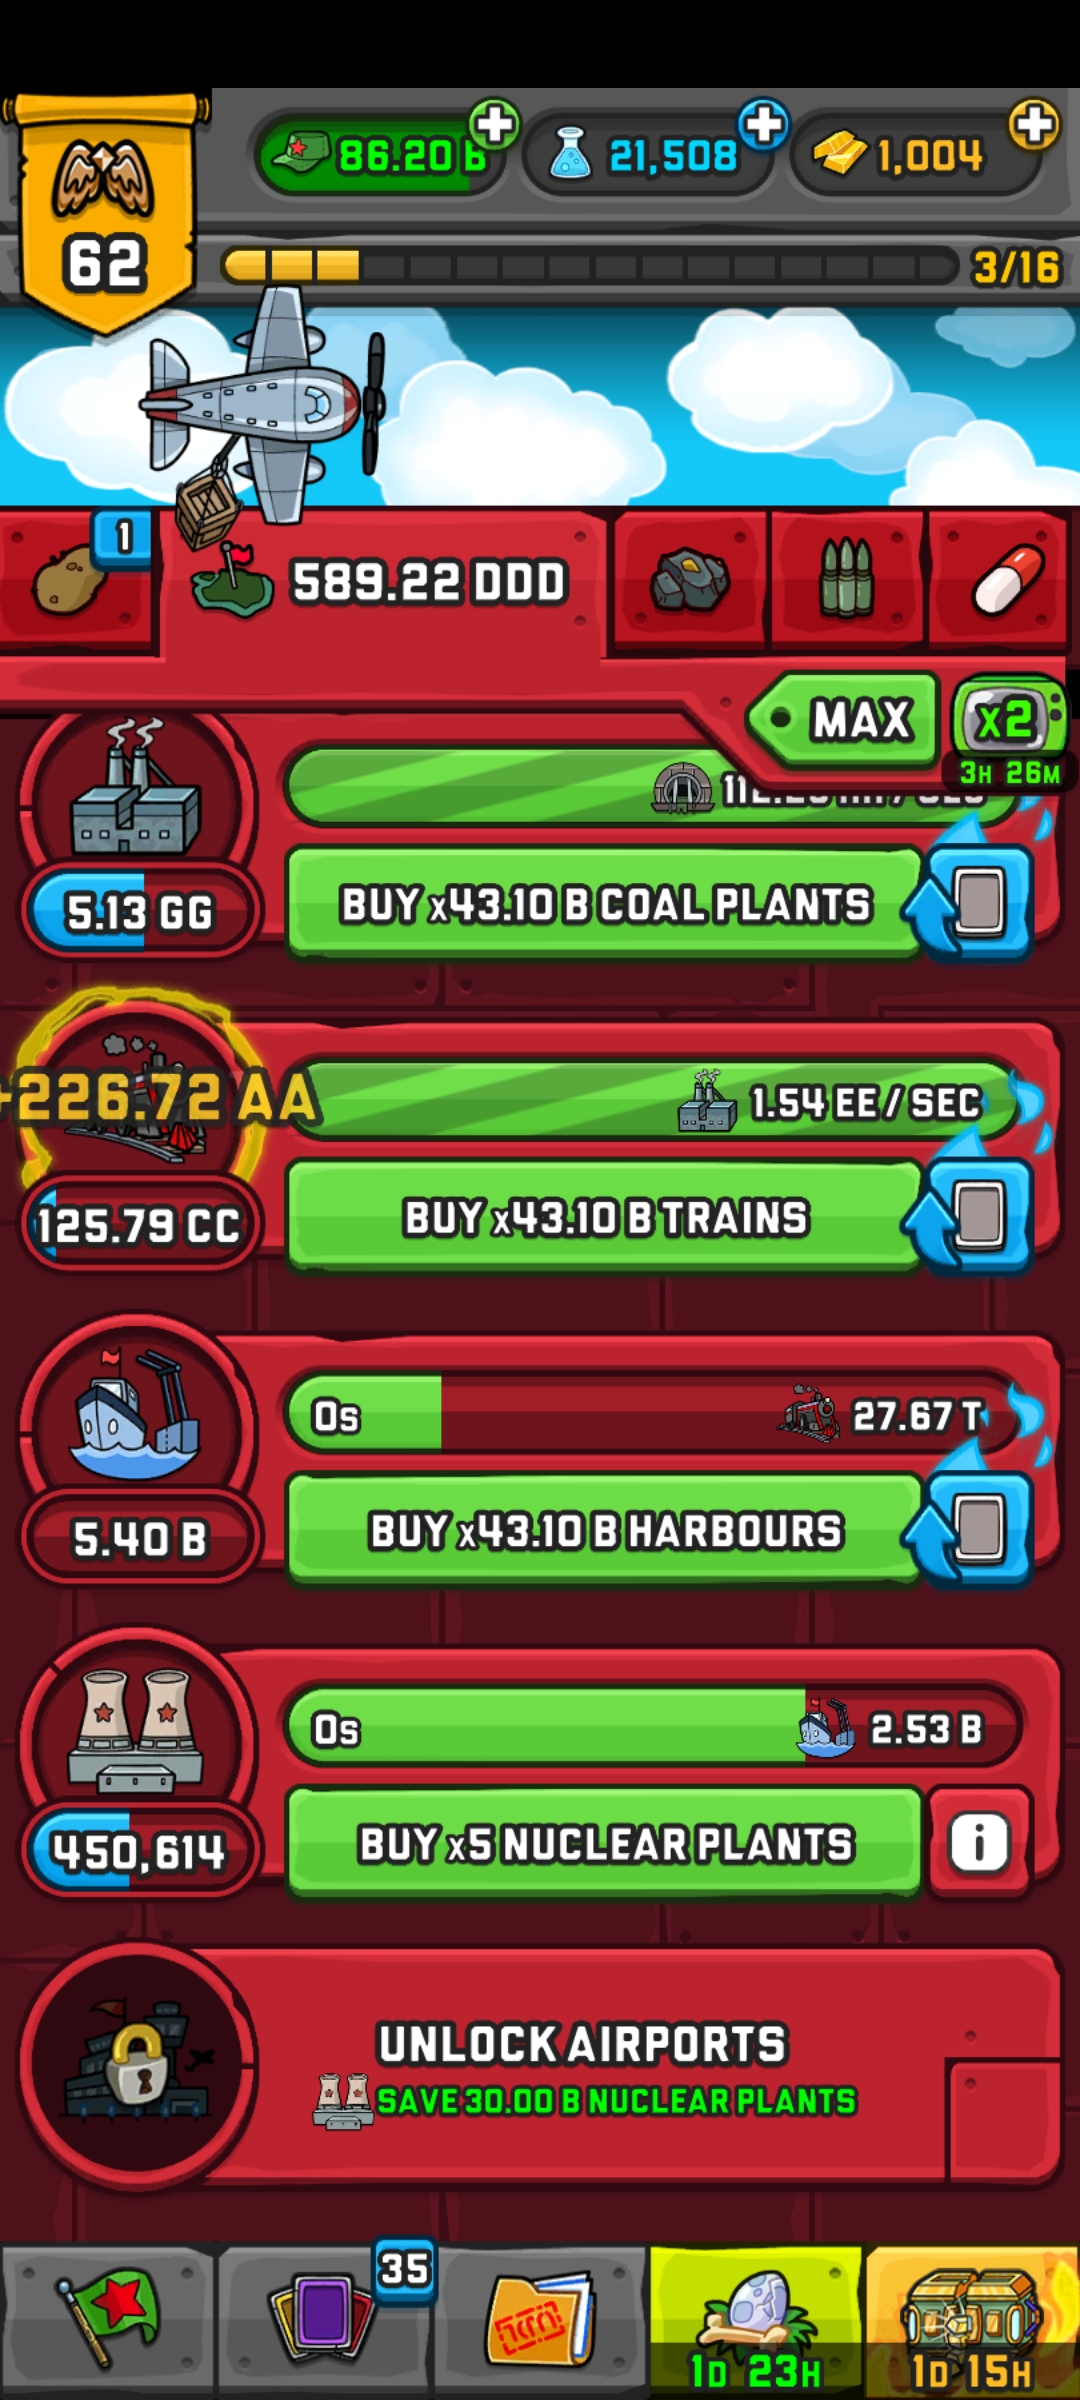 62
86.20 B
21,508
1,004
3/16
1
589.22 DDD
MAX
x2
3H 26M
5.13 GG
BUY x43.10 B COAL PLANTS
+226.72 AA
1.54 EE / SEC
125.79 CC
BUY x43.10 B TRAINS
0s
27.67 T
5.40 B
BUY x43.10 B HARBOURS
0s
2.53 B
450,614
BUY x5 NUCLEAR PLANTS
i
UNLOCK AIRPORTS
SAVE 30.00 B NUCLEAR PLANTS
35
1D 23H
1D 15H